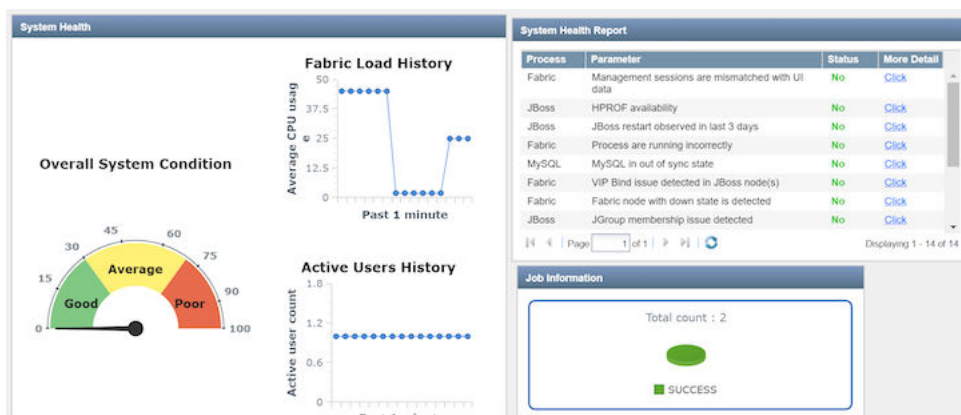 System Health
Fabric Load History
50
37.5
25
12.5
0
Average CPU usag
e
Past 1 minute
Overall System Condition
0
15
30
45
60
75
90
100
Good
Average
Poor
Active Users History
1.8
1.2
0.6
0
Active user count
System Health Report
Process Parameter Status More Detail
Fabric Management sessions are mismatched with UI data No Click
JBoss HPROF availability No Click
JBoss JBoss restart observed in last 3 days No Click
Fabric Process are running incorrectly No Click
MySQL MySQL in out of sync state No Click
Fabric VIP Bind issue detected in JBoss node(s) No Click
Fabric Fabric node with down state is detected No Click
JBoss JGroup membership issue detected No Click
Page 1 of 1 Displaying 1 - 14 of 14
Job Information
Total count : 2
SUCCESS